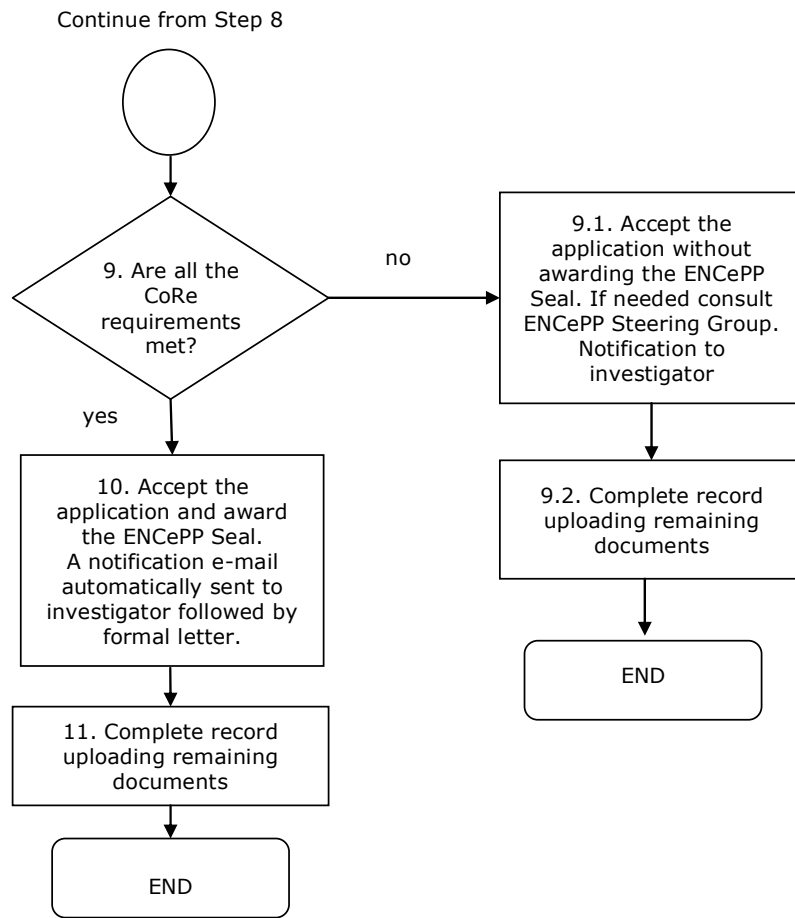 Continue from Step 8
9. Are all the
CoRe
requirements
met?
no
9.1. Accept the
application without
awarding the ENCePP
Seal. If needed consult
ENCePP Steering Group.
Notification to
investigator
yes
10. Accept the
application and award
the ENCePP Seal.
A notification e-mail
automatically sent to
investigator followed by
formal letter.
9.2. Complete record
uploading remaining
documents
END
11. Complete record
uploading remaining
documents
END